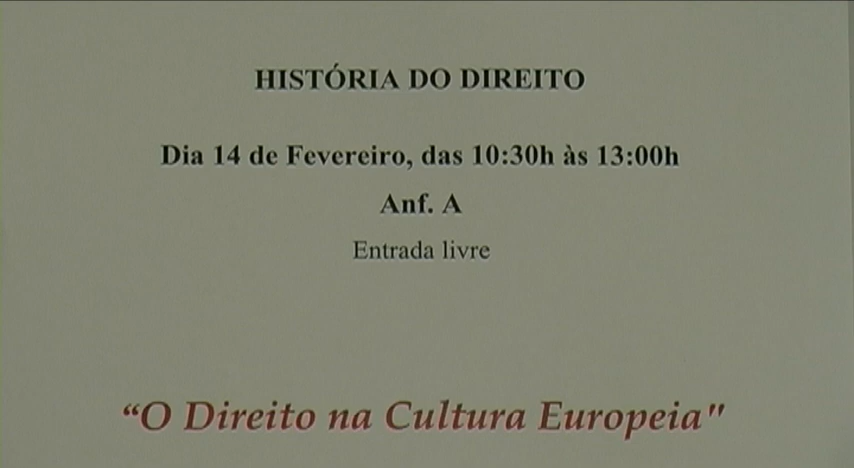 HISTÓRIA DO DIREITO
Dia 14 de Fevereiro, das 10:30h às 13:00h
Anf. A
Entrada livre
“O Direito na Cultura Europeia"